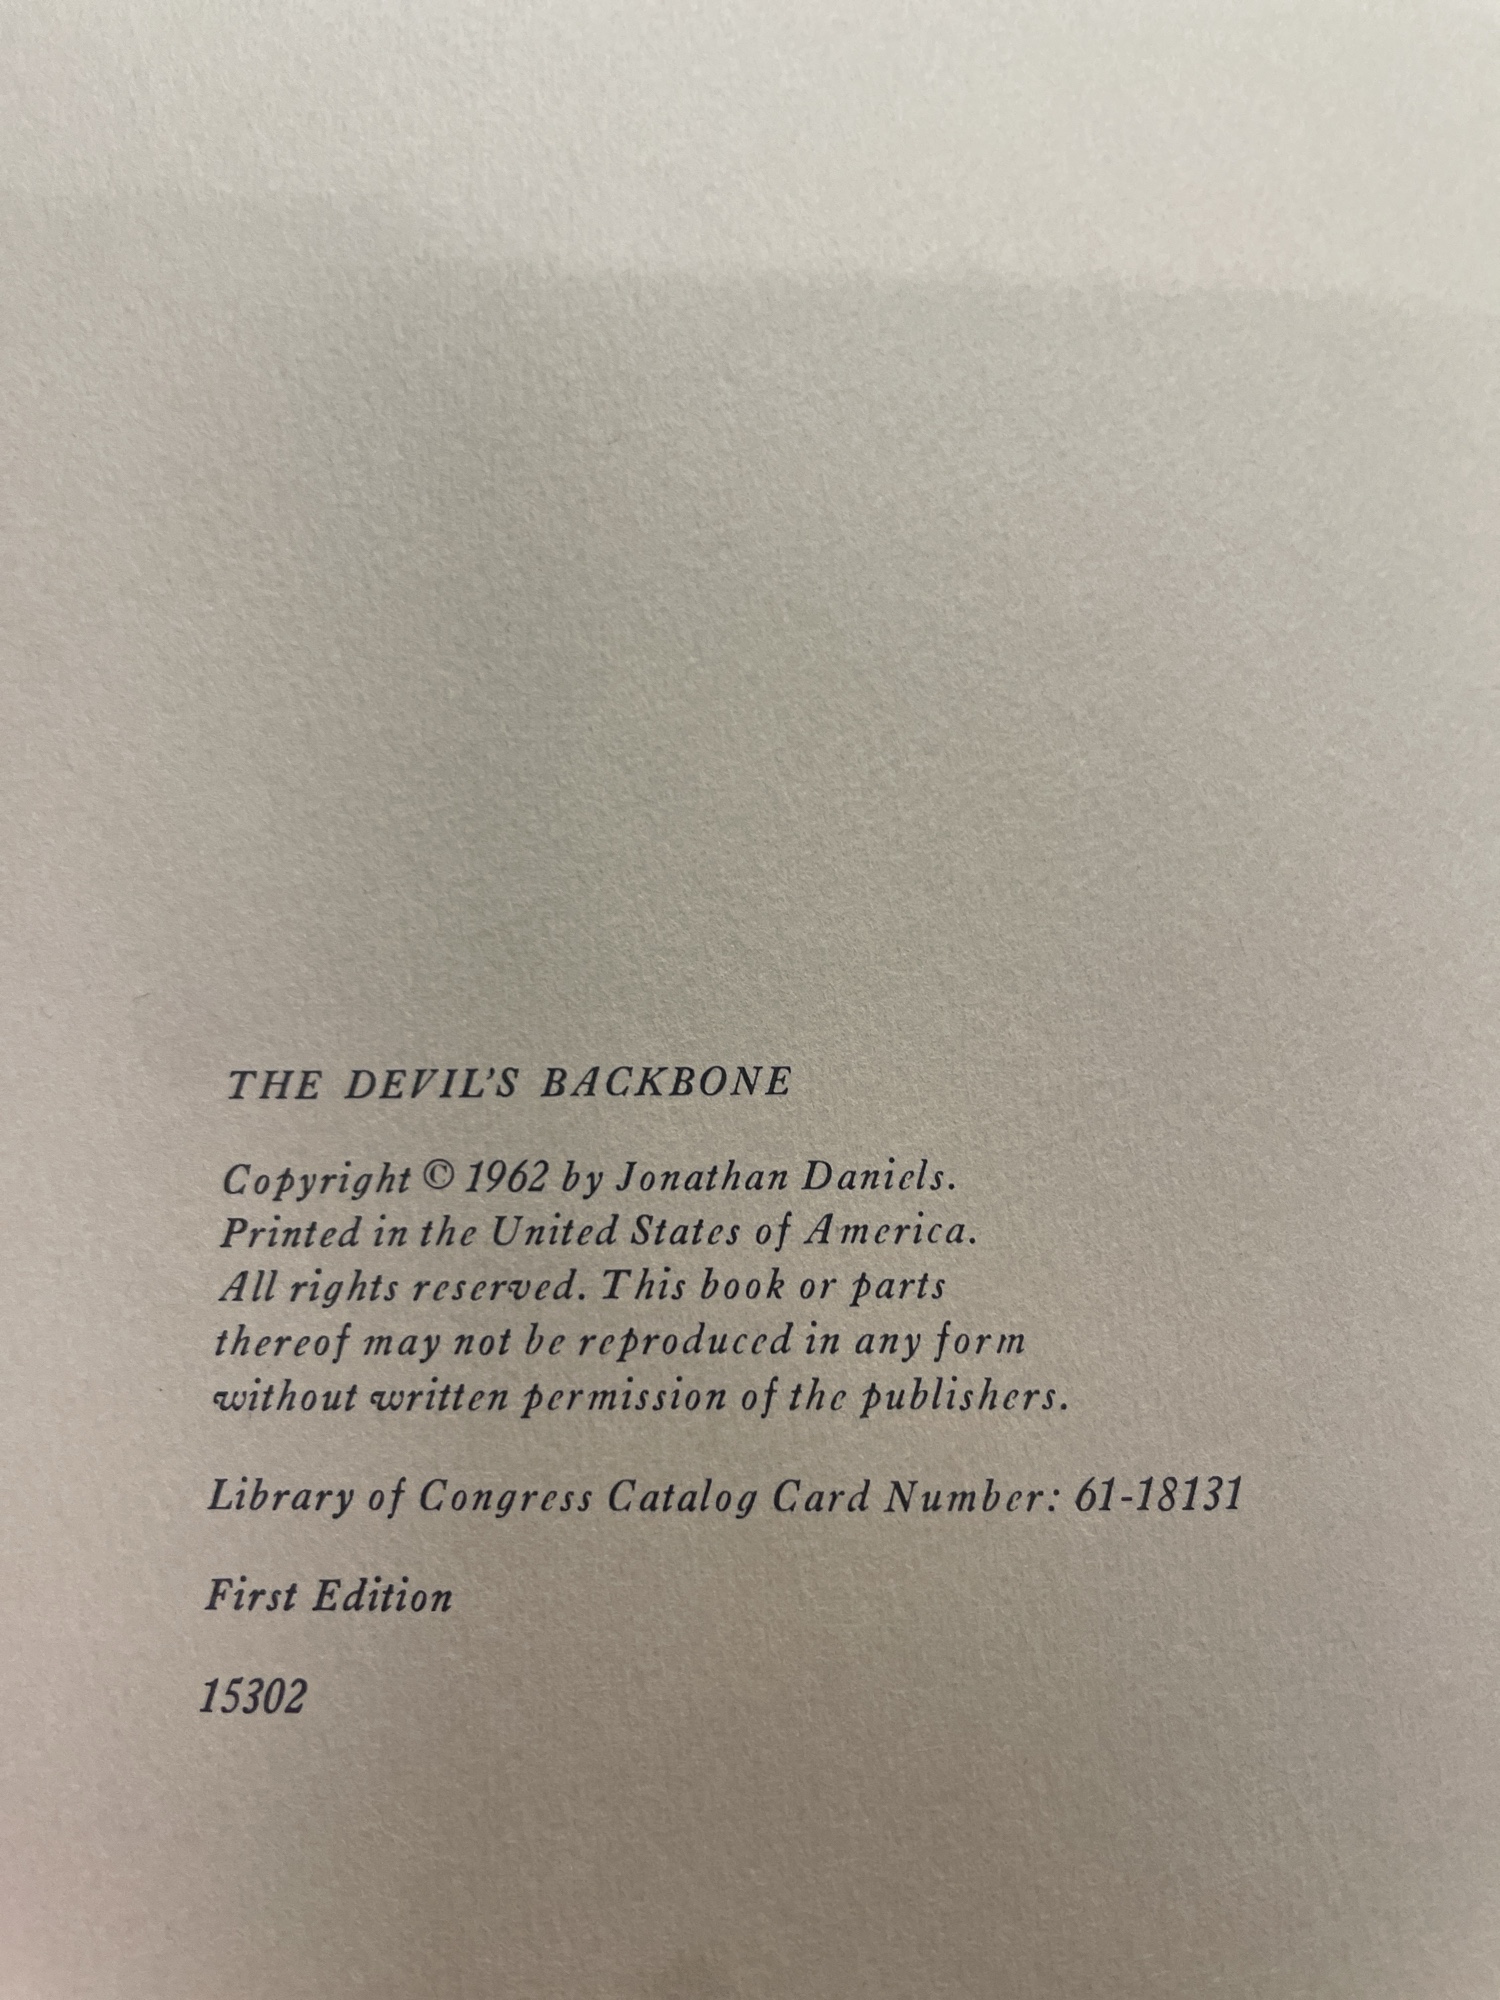 THE DEVIL'S BACKBONE
Copyright © 1962 by Jonathan Daniels.
Printed in the United States of America.
All rights reserved. This book or parts
thereof may not be reproduced in any form
without written permission of the publishers.
Library of Congress Catalog Card Number: 61-18131
First Edition
15302